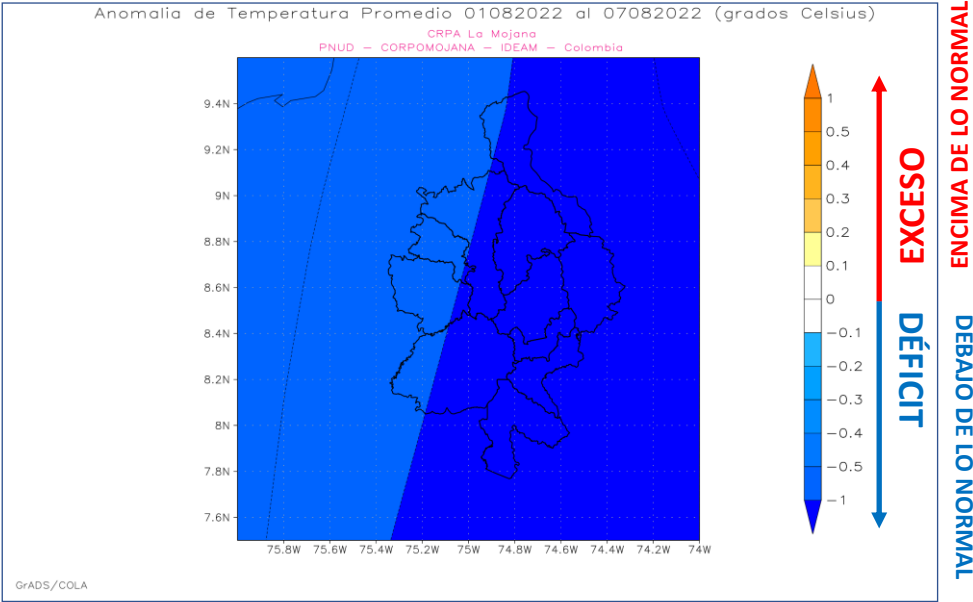 Anomalia de Temperatura Promedio 01082022 al 07082022 (grados Celsius)
CRPA La Mojana
PNUD – CORPOMOJANA – IDEAM – Colombia
9.4N
9.2N
9N
8.8N
8.6N
8.4N
8.2N
8N
7.8N
7.6N
75.8W 75.6W 75.4W 75.2W 75W 74.8W 74.6W 74.4W 74.2W 74W
1
0.5
0.4
0.3
0.2
0.1
0
−0.1
−0.2
−0.3
−0.4
−0.5
−1
EXCESO
DÉFICIT
ENCIMA DE LO NORMAL
DEBAJO DE LO NORMAL
GrADS/COLA